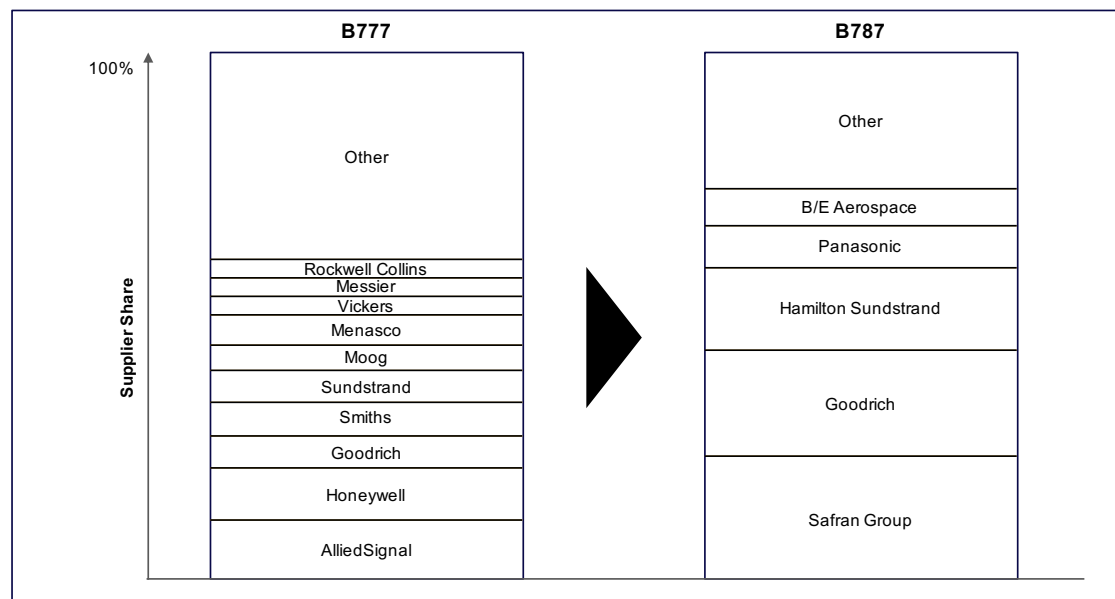 B777
B787
100%
Supplier Share
Other
Rockwell Collins
Messier
Vickers
Menasco
Moog
Sundstrand
Smiths
Goodrich
Honeywell
AlliedSignal
Other
B/E Aerospace
Panasonic
Hamilton Sundstrand
Goodrich
Safran Group